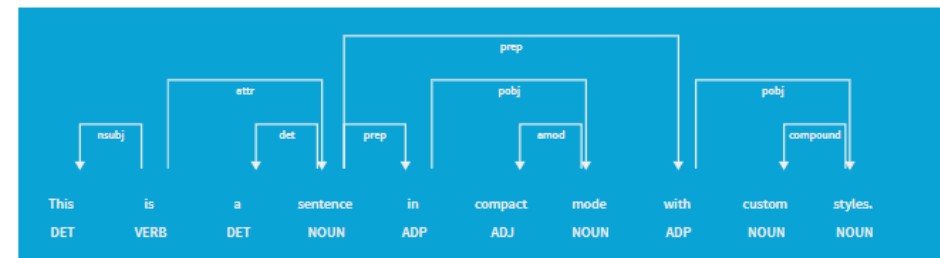 prep
attr pobj pobj
nsubj det prep amod compound
This is a sentence in compact mode with custom styles.
DET VERB DET NOUN ADP ADJ NOUN ADP NOUN NOUN